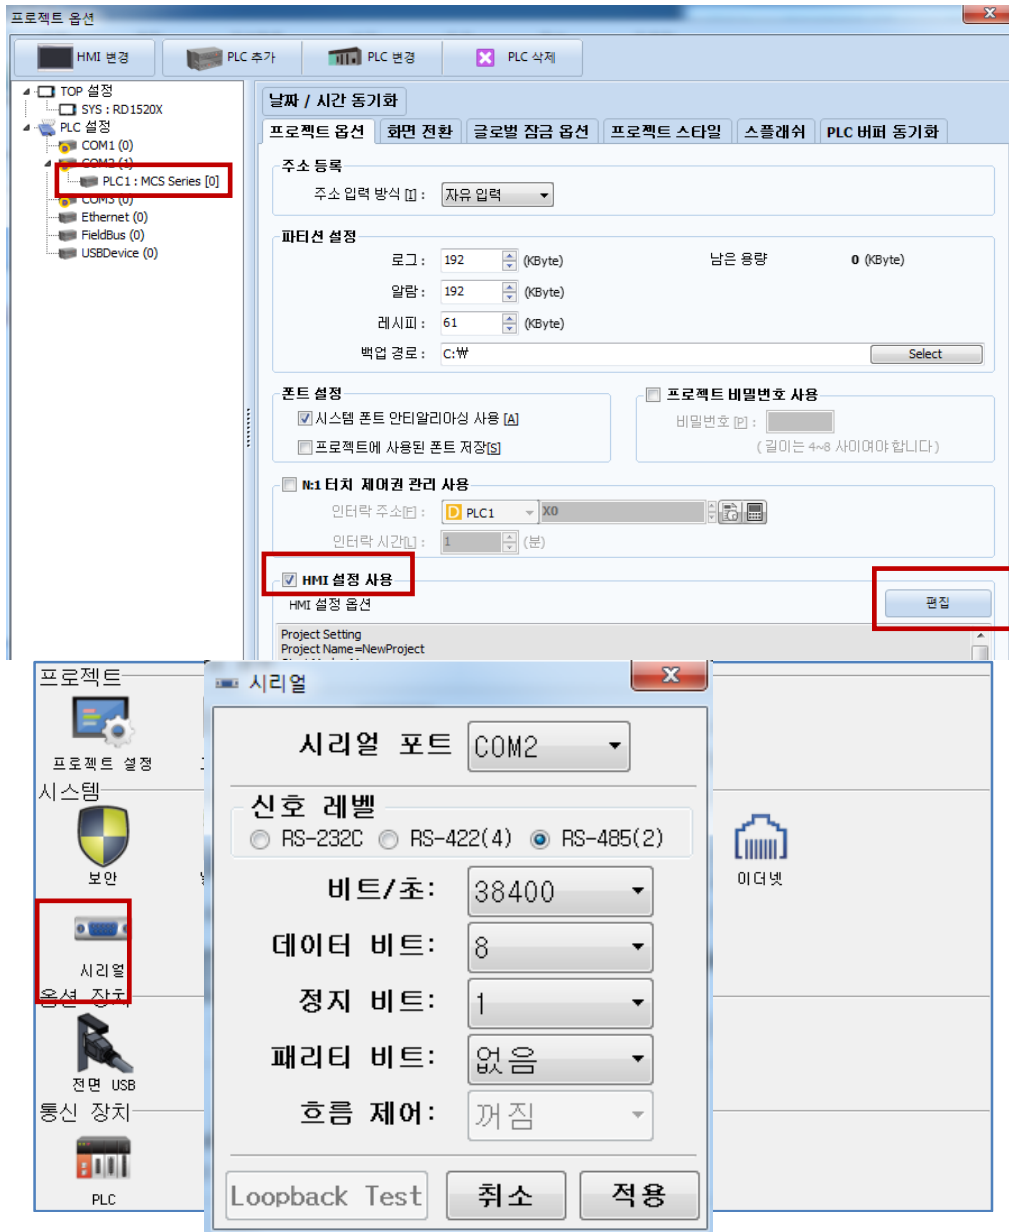 프로젝트 옵션
HMI 변경
PLC 추가
PLC 변경
PLC 삭제
TOP 설정
SYS : RD1520X
PLC 설정
COM1 (0)
COM2 (1)
PLC1 : MCS Series [0]
COM3 (0)
Ethernet (0)
FieldBus (0)
USBDevice (0)
날짜 / 시간 동기화
프로젝트 옵션 화면 전환 글로벌 잠금 옵션 프로젝트 스타일 스플래쉬 PLC 버퍼 동기화
주소 등록
주소 입력 방식 [I] : 자유 입력
파티션 설정
로그 : 192 (KByte) 남은 용량 0 (KByte)
알람 : 192 (KByte)
레시피 : 61 (KByte)
백업 경로 : C:₩ Select
폰트 설정
시스템 폰트 안티알리아싱 사용 [A]
프로젝트에 사용된 폰트 저장[S]
프로젝트 비밀번호 사용
비밀번호 [P] :
( 길이는 4~8 사이여야 합니다 )
N:1 터치 제어권 관리 사용
인터락 주소[F] : D PLC1 X0
인터락 시간[L] : 1 (분)
HMI 설정 사용
HMI 설정 옵션 편집
Project Setting
Project Name=NewProject
프로젝트
프로젝트 설정
시스템
보안
이더넷
시리얼
옵션 장치
전면 USB
통신 장치
PLC
시리얼
시리얼 포트 COM2
신호 레벨
RS-232C RS-422(4) RS-485(2)
비트/초: 38400
데이터 비트: 8
정지 비트: 1
패리티 비트: 없음
흐름 제어: 꺼짐
Loopback Test 취소 적용